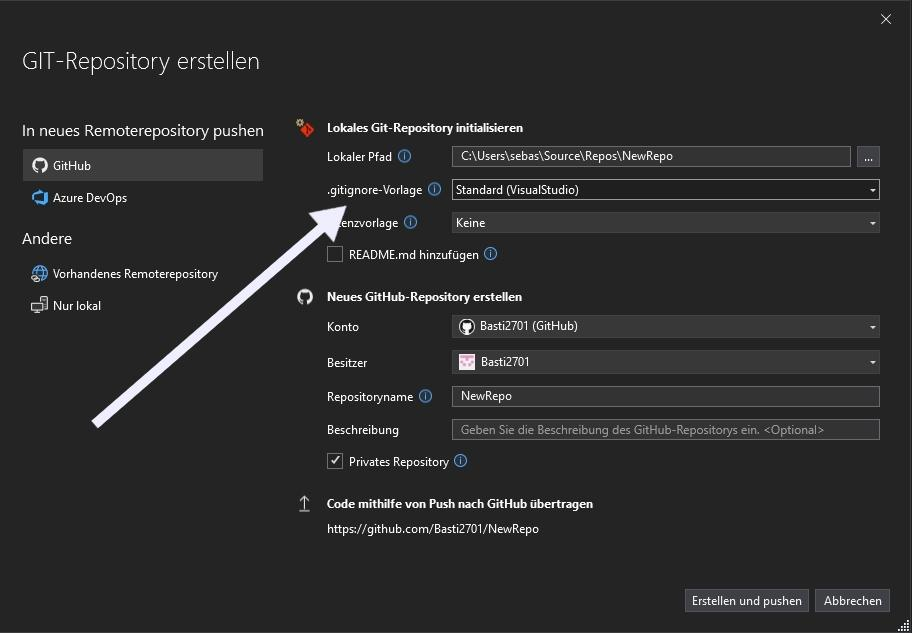 GIT-Repository erstellen
In neues Remoterepository pushen
GitHub
Azure DevOps
Andere
Vorhandenes Remoterepository
Nur lokal
Lokales Git-Repository initialisieren
Lokaler Pfad
C:\Users\sebas\Source\Repos\NewRepo
...
.gitignore-Vorlage
Standard (VisualStudio)
Keine
README.md hinzufügen
Neues GitHub-Repository erstellen
Konto
Basti2701 (GitHub)
Besitzer
Basti2701
Repositoryname
NewRepo
Beschreibung
Geben Sie die Beschreibung des GitHub-Repositorys ein. <Optional>
Privates Repository
Code mithilfe von Push nach GitHub übertragen
https://github.com/Basti2701/NewRepo
Erstellen und pushen
Abbrechen